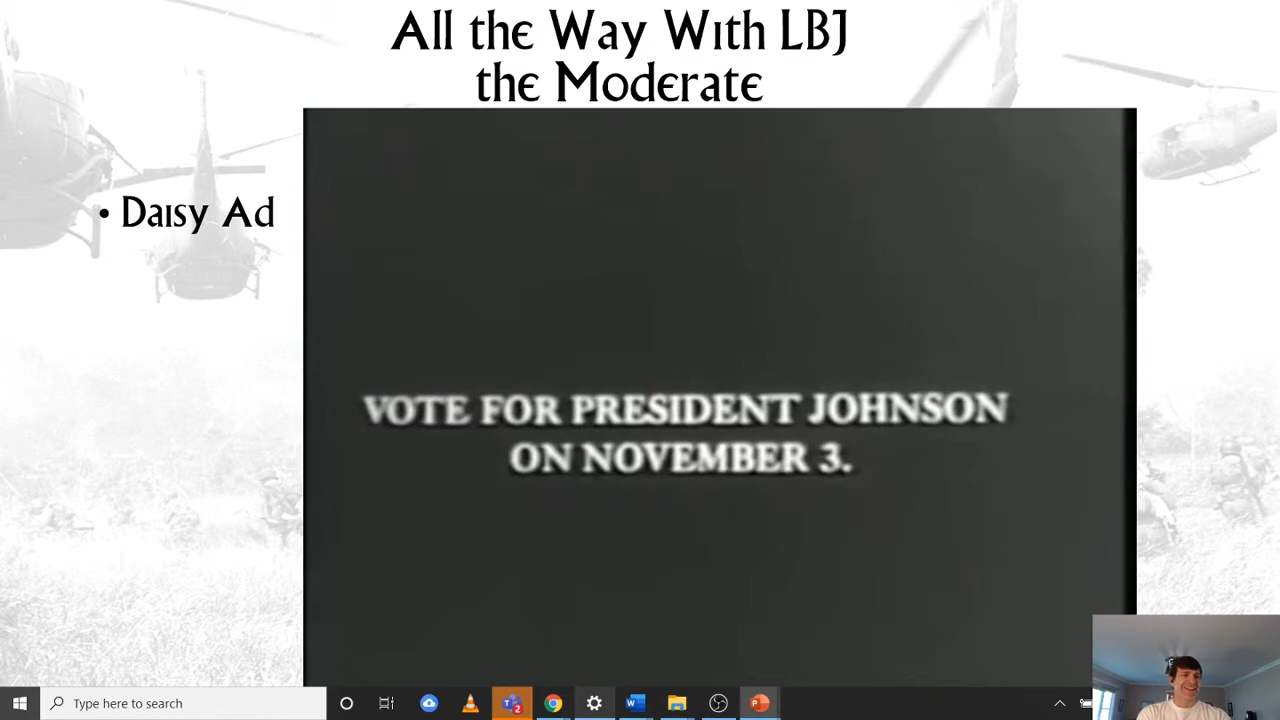 All the Way With LBJ
the Moderate
• Daisy Ad
VOTE FOR PRESIDENT JOHNSON
ON NOVEMBER 3.
Type here to search